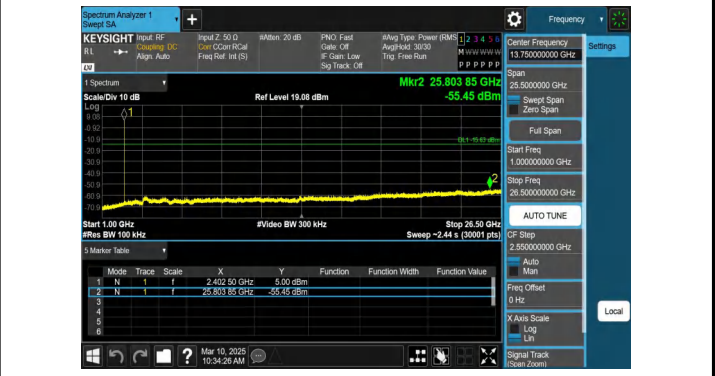 Spectrum Analyzer 1
Swept SA
Frequency
KEYSIGHT
Input: RF
Coupling: DC
Align: Auto
Input Z: 50 Ω
Corr CCorr RCal
Freq Ref: Int (S)
#Atten: 20 dB
PNO: Fast
Gate: Off
IF Gain: Low
Sig Track: Off
#Avg Type: Power (RMS
Avg|Hold: 30/30
Trig: Free Run
1 2 3 4 5 6
M W W W W W
P P P P P P
R L
LXI
Center Frequency
13.750000000 GHz
Settings
1 Spectrum
Scale/Div 10 dB
Ref Level 19.08 dBm
Mkr2 25.803 85 GHz
-55.45 dBm
Span
25.5000000 GHz
Swept Span
Zero Span
Full Span
Log
9.08
-0.92
-10.9
-20.9
-30.9
-40.9
-50.9
-60.9
-70.9
1
2
Start Freq
1.000000000 GHz
Stop Freq
26.500000000 GHz
AUTO TUNE
Start 1.00 GHz
#Res BW 100 kHz
#Video BW 300 kHz
Stop 26.50 GHz
Sweep ~2.44 s (30001 pts)
CF Step
2.550000000 GHz
Auto
Man
5 Marker Table
Mode Trace Scale X Y Function Function Width Function Value
1 N 1 f 2.402 50 GHz 5.00 dBm
2 N 1 f 25.803 85 GHz -55.45 dBm
3
4
5
6
Freq Offset
0 Hz
X Axis Scale
Log
Lin
Local
Signal Track
(Span Zoom)
?
Mar 10, 2025
10:34:26 AM